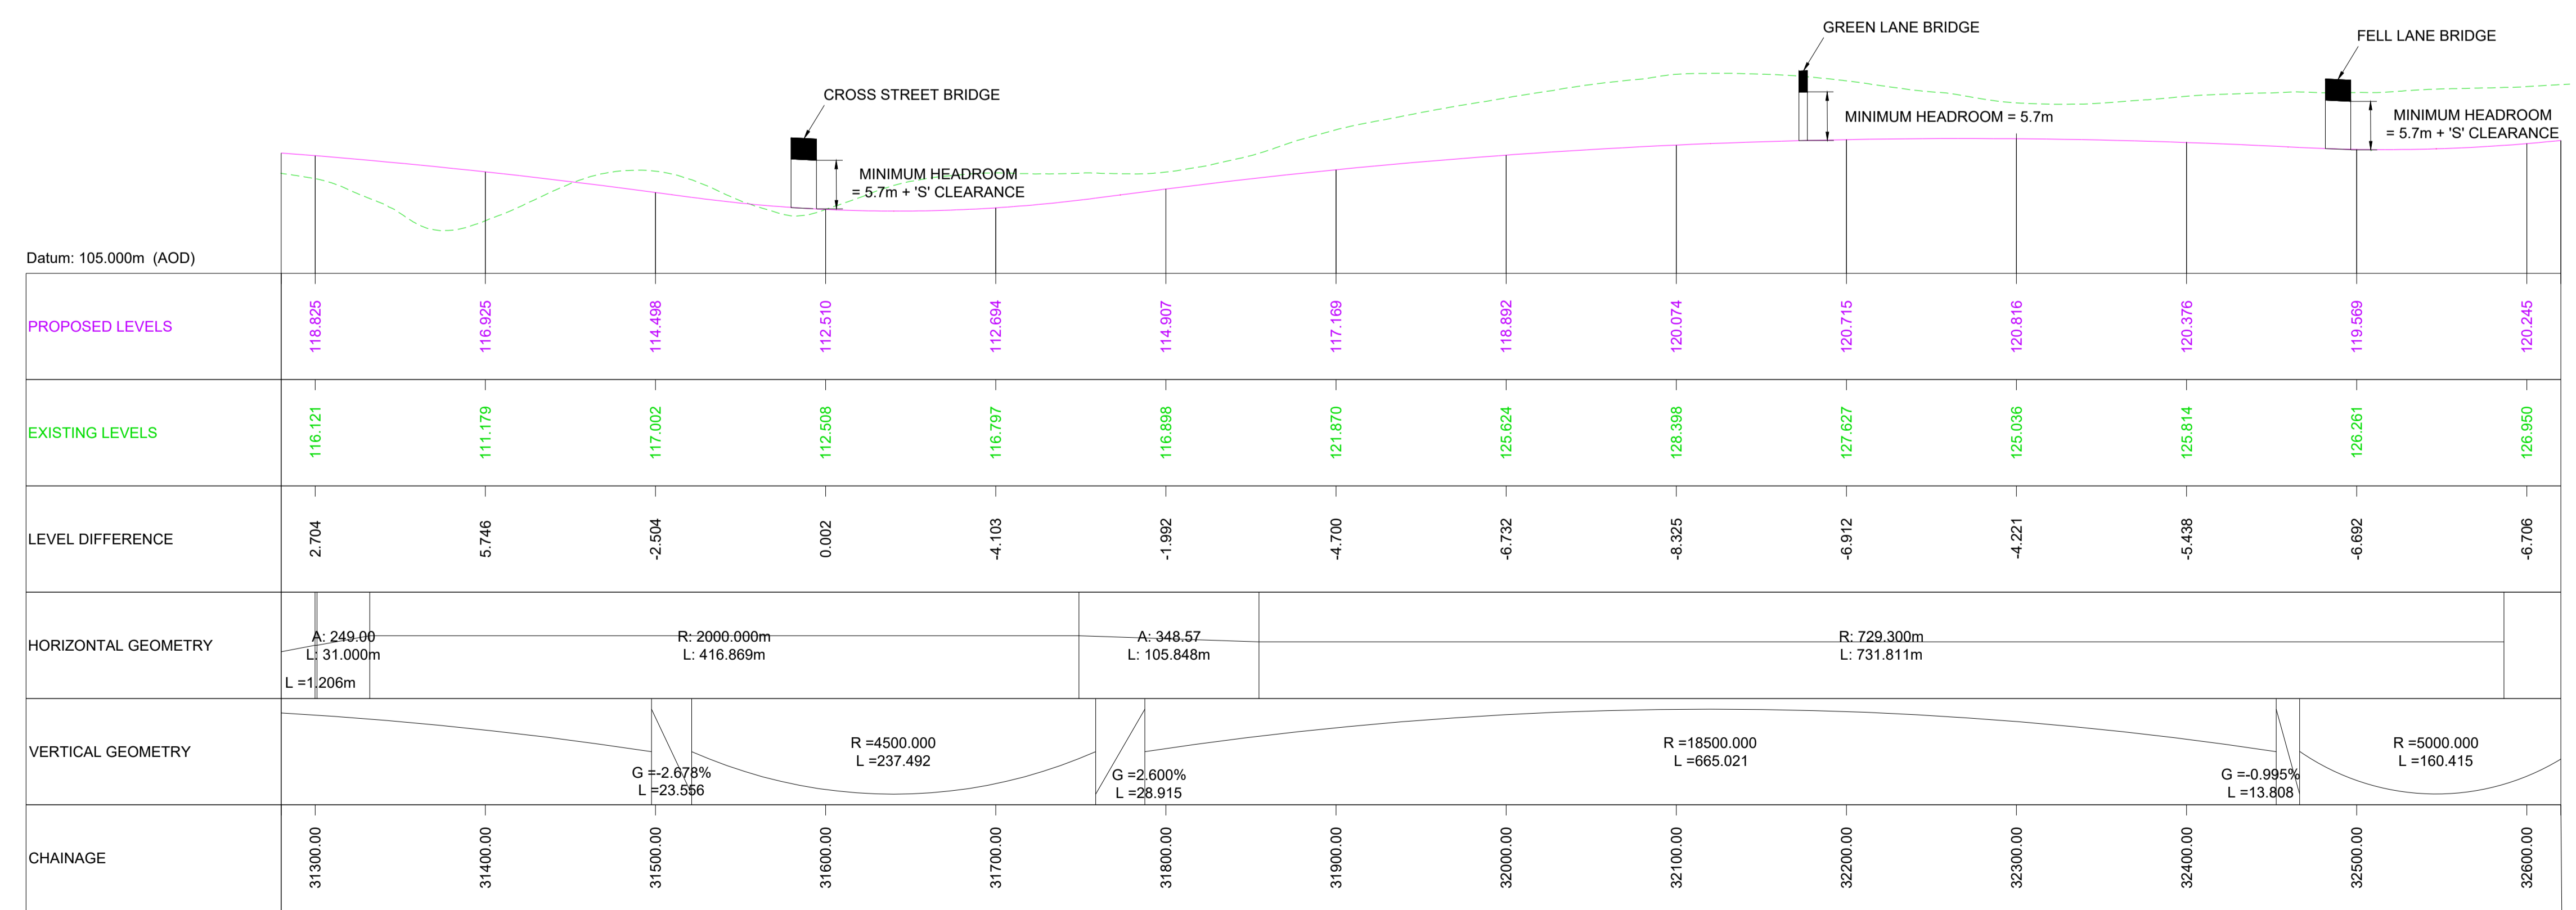 GREEN LANE BRIDGE
FELL LANE BRIDGE
CROSS STREET BRIDGE
MINIMUM HEADROOM = 5.7m
MINIMUM HEADROOM
= 5.7m + 'S' CLEARANCE
MINIMUM HEADROOM
= 5.7m + 'S' CLEARANCE
Datum: 105.000m (AOD)
PROPOSED LEVELS 118.825 116.925 114.498 112.510 112.694 114.907 117.169 118.892 120.074 120.715 120.816 120.376 119.569 120.245
EXISTING LEVELS 116.121 111.179 117.002 112.508 116.797 116.898 121.870 125.624 128.398 127.627 125.036 125.814 126.261 126.950
LEVEL DIFFERENCE 2.704 5.746 -2.504 0.002 -4.103 -1.992 -4.700 -6.732 -8.325 -6.912 -4.221 -5.438 -6.692 -6.706
HORIZONTAL GEOMETRY
L =1.206m
A: 249.00
L: 31.000m
R: 2000.000m
L: 416.869m
A: 348.57
L: 105.848m
R: 729.300m
L: 731.811m
VERTICAL GEOMETRY
G =-2.678%
L =23.556
R =4500.000
L =237.492
G =2.600%
L =28.915
R =18500.000
L =665.021
G =-0.995%
L =13.808
R =5000.000
L =160.415
CHAINAGE 31300.00 31400.00 31500.00 31600.00 31700.00 31800.00 31900.00 32000.00 32100.00 32200.00 32300.00 32400.00 32500.00 32600.00